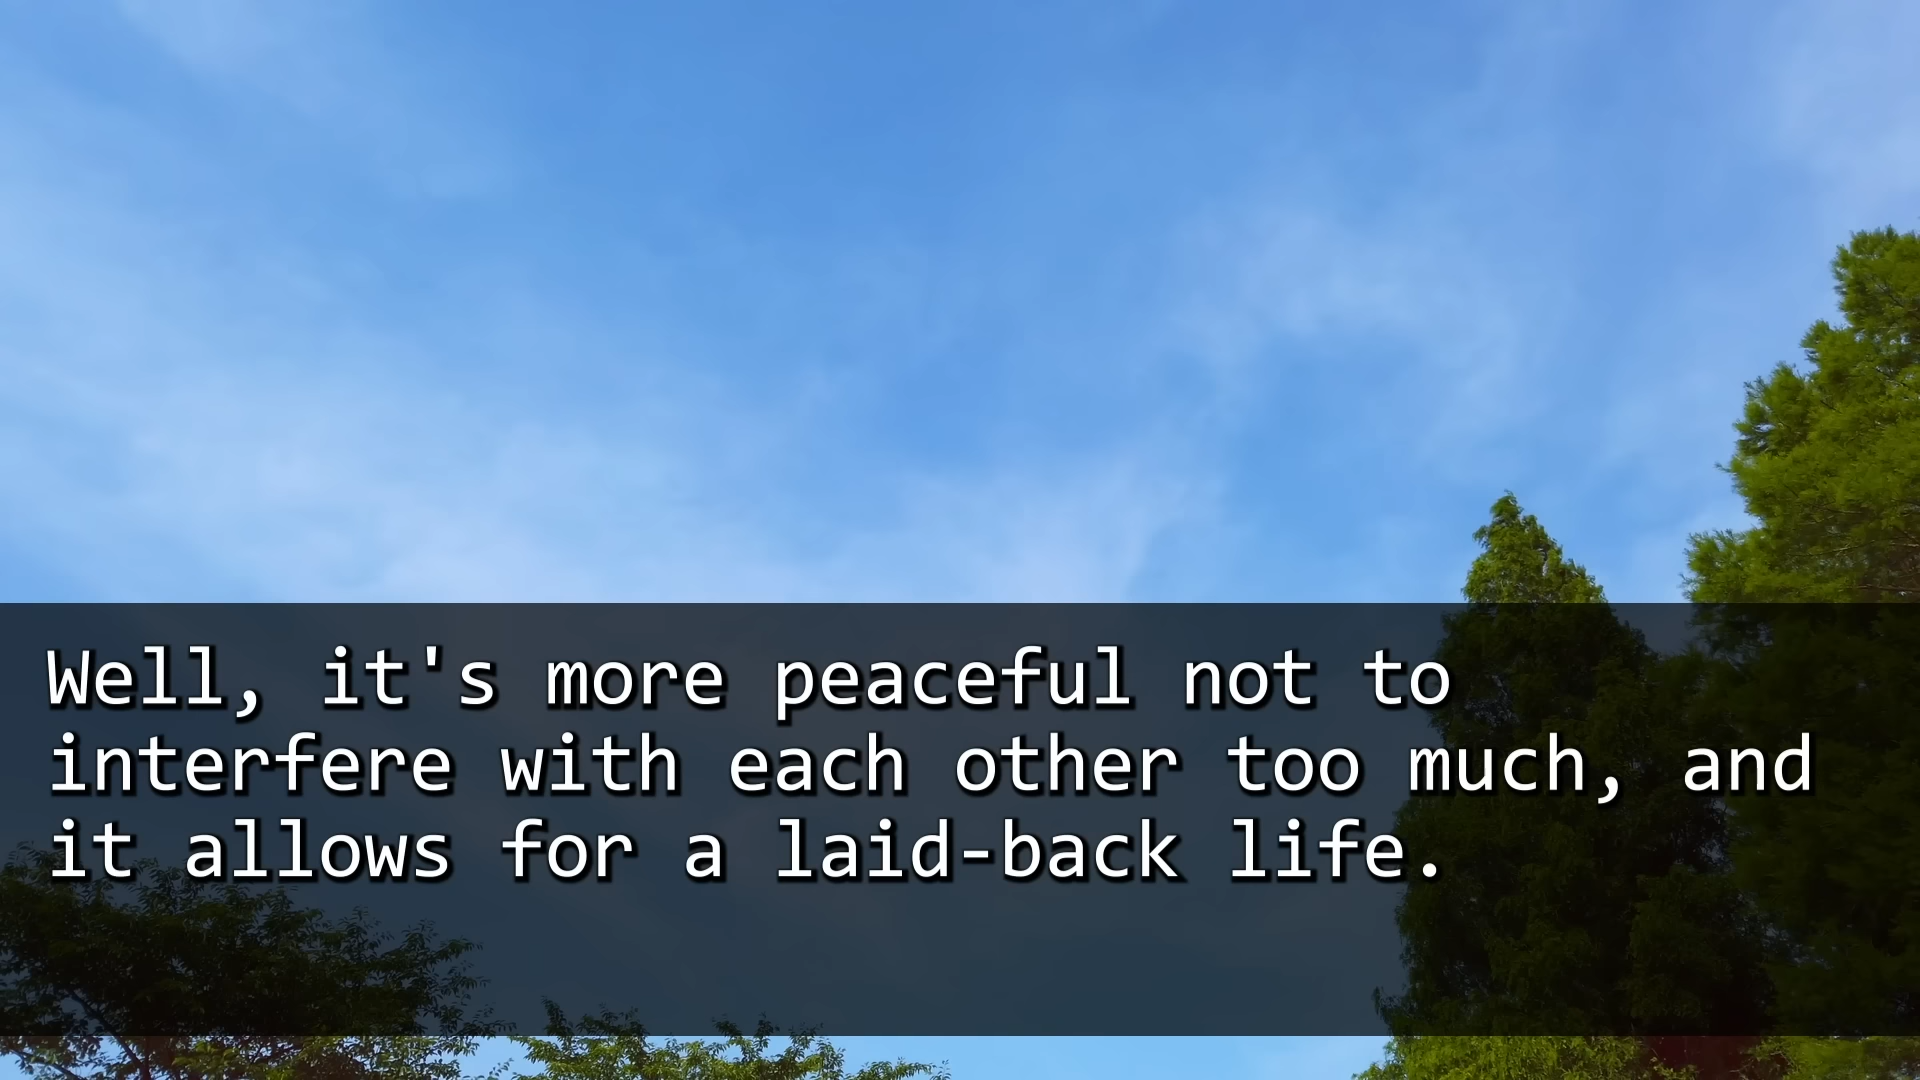 Well, it's more peaceful not to
interfere with each other too much, and
it allows for a laid-back life.